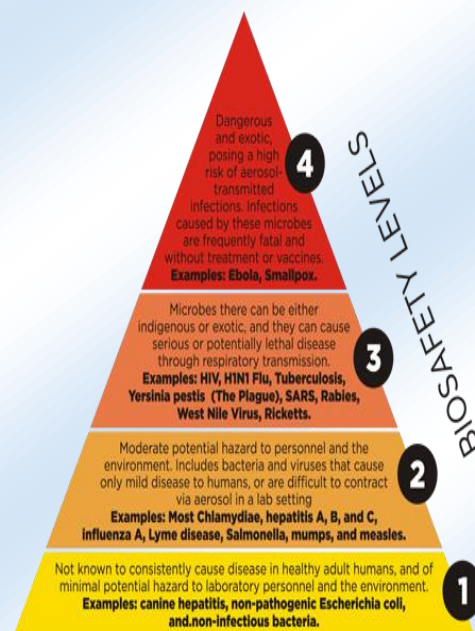 Dangerous
and exotic,
posing a high
risk of aerosol-
transmitted
infections. Infections
caused by these microbes
are frequently fatal and
without treatment or vaccines.
Examples: Ebola, Smallpox.
4
BIOSAFETY LEVELS
Microbes there can be either
indigenous or exotic, and they can cause
serious or potentially lethal disease
through respiratory transmission.
Examples: HIV, H1N1 Flu, Tuberculosis,
Yersinia pestis (The Plague), SARS, Rabies,
West Nile Virus, Ricketts.
3
Moderate potential hazard to personnel and the
environment. Includes bacteria and viruses that cause
only mild disease to humans, or are difficult to contract
via aerosol in a lab setting
Examples: Most Chlamydiae, hepatitis A, B, and C,
influenza A, Lyme disease, Salmonella, mumps, and measles.
2
Not known to consistently cause disease in healthy adult humans, and of
minimal potential hazard to laboratory personnel and the environment.
Examples: canine hepatitis, non-pathogenic Escherichia coli,
and.non-infectious bacteria.
1